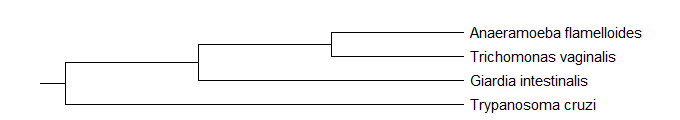 Anaeramoeba flamelloides
Trichomonas vaginalis
Giardia intestinalis
Trypanosoma cruzi